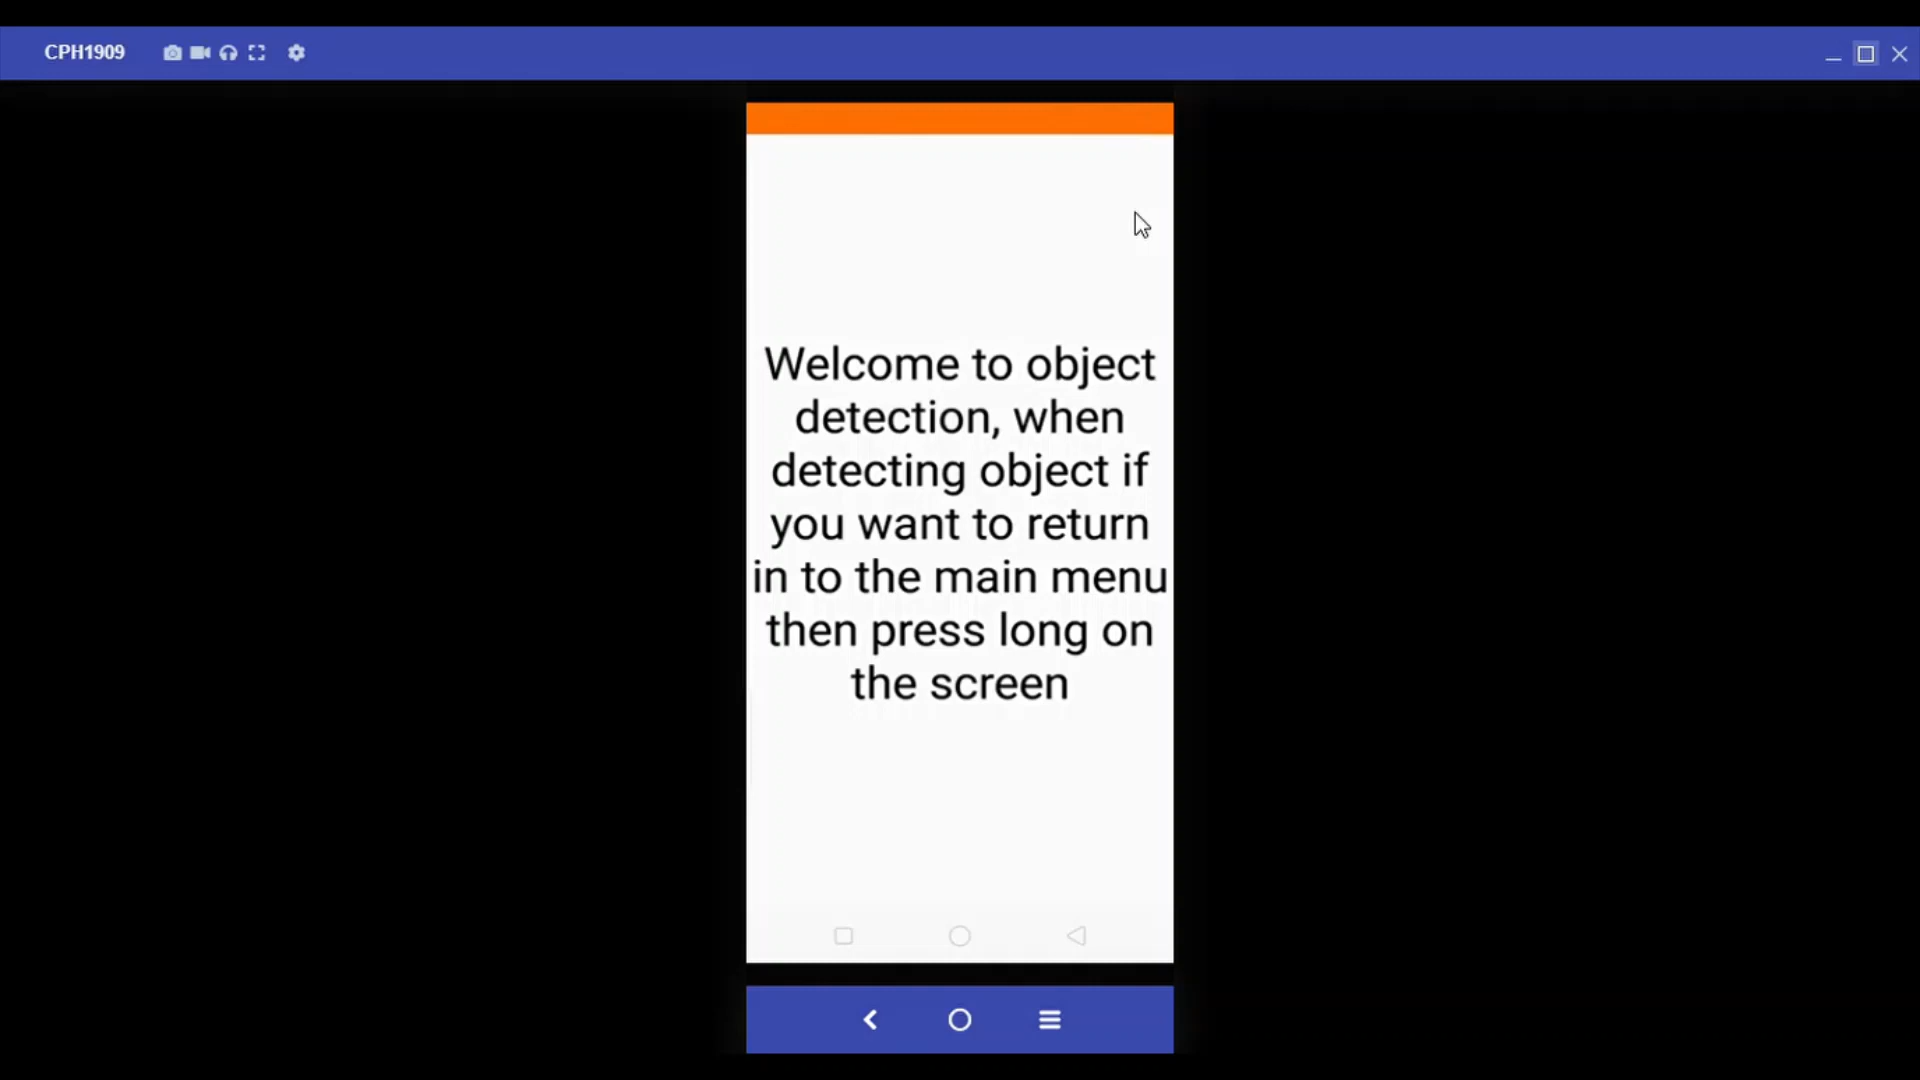 CPH1909
Welcome to object
detection, when
detecting object if
you want to return
in to the main menu
then press long on
the screen